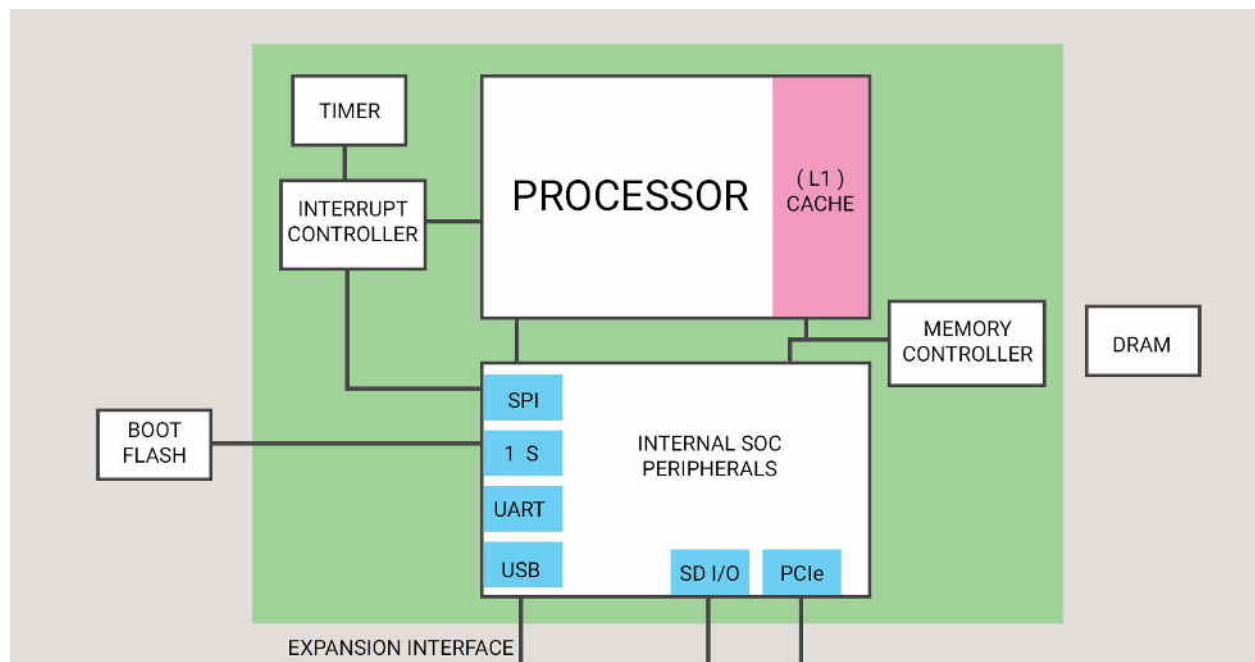 TIMER
PROCESSOR
( L1 )
CACHE
INTERRUPT
CONTROLLER
MEMORY
CONTROLLER
DRAM
SPI
BOOT
FLASH
1 S
INTERNAL SOC
PERIPHERALS
UART
USB
SD I/O
PCIe
EXPANSION INTERFACE